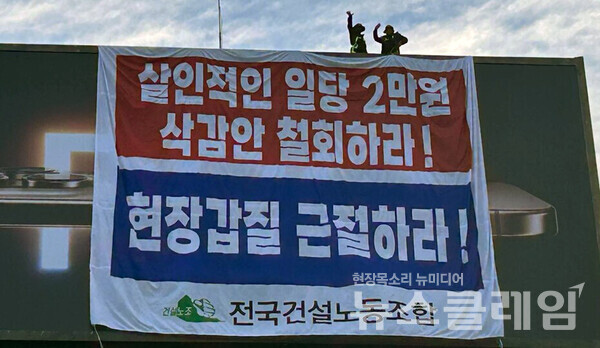 살인적인 일당 2만원
삭감안 철회하라!
현장갑질 근절하라!
현장목소리 뉴미디어
건설노조 전국건설노동조합
뉴스클레임